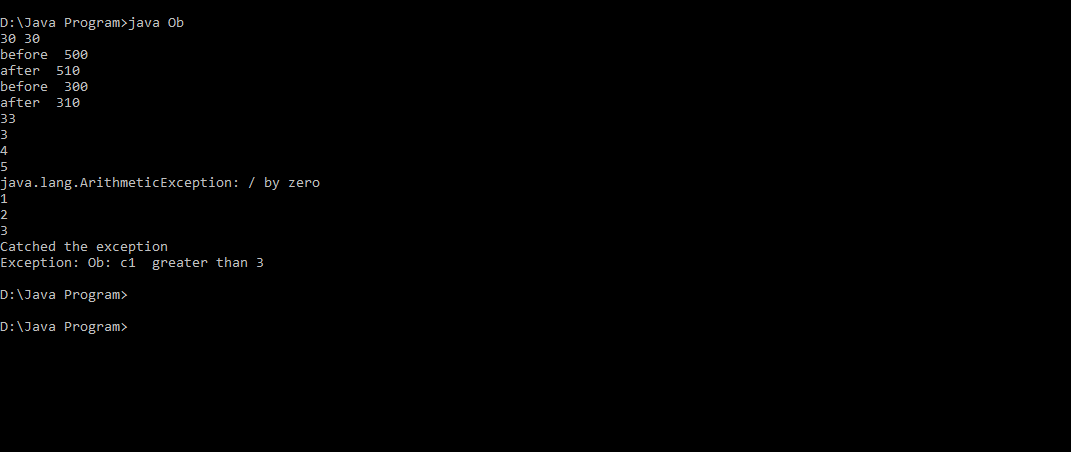 D:\Java Program>java Ob
30 30
before  500
after  510
before  300
after  310
33
3
4
5
java.lang.ArithmeticException: / by zero
1
2
3
Catched the exception
Exception: Ob: c1  greater than 3
D:\Java Program>
D:\Java Program>